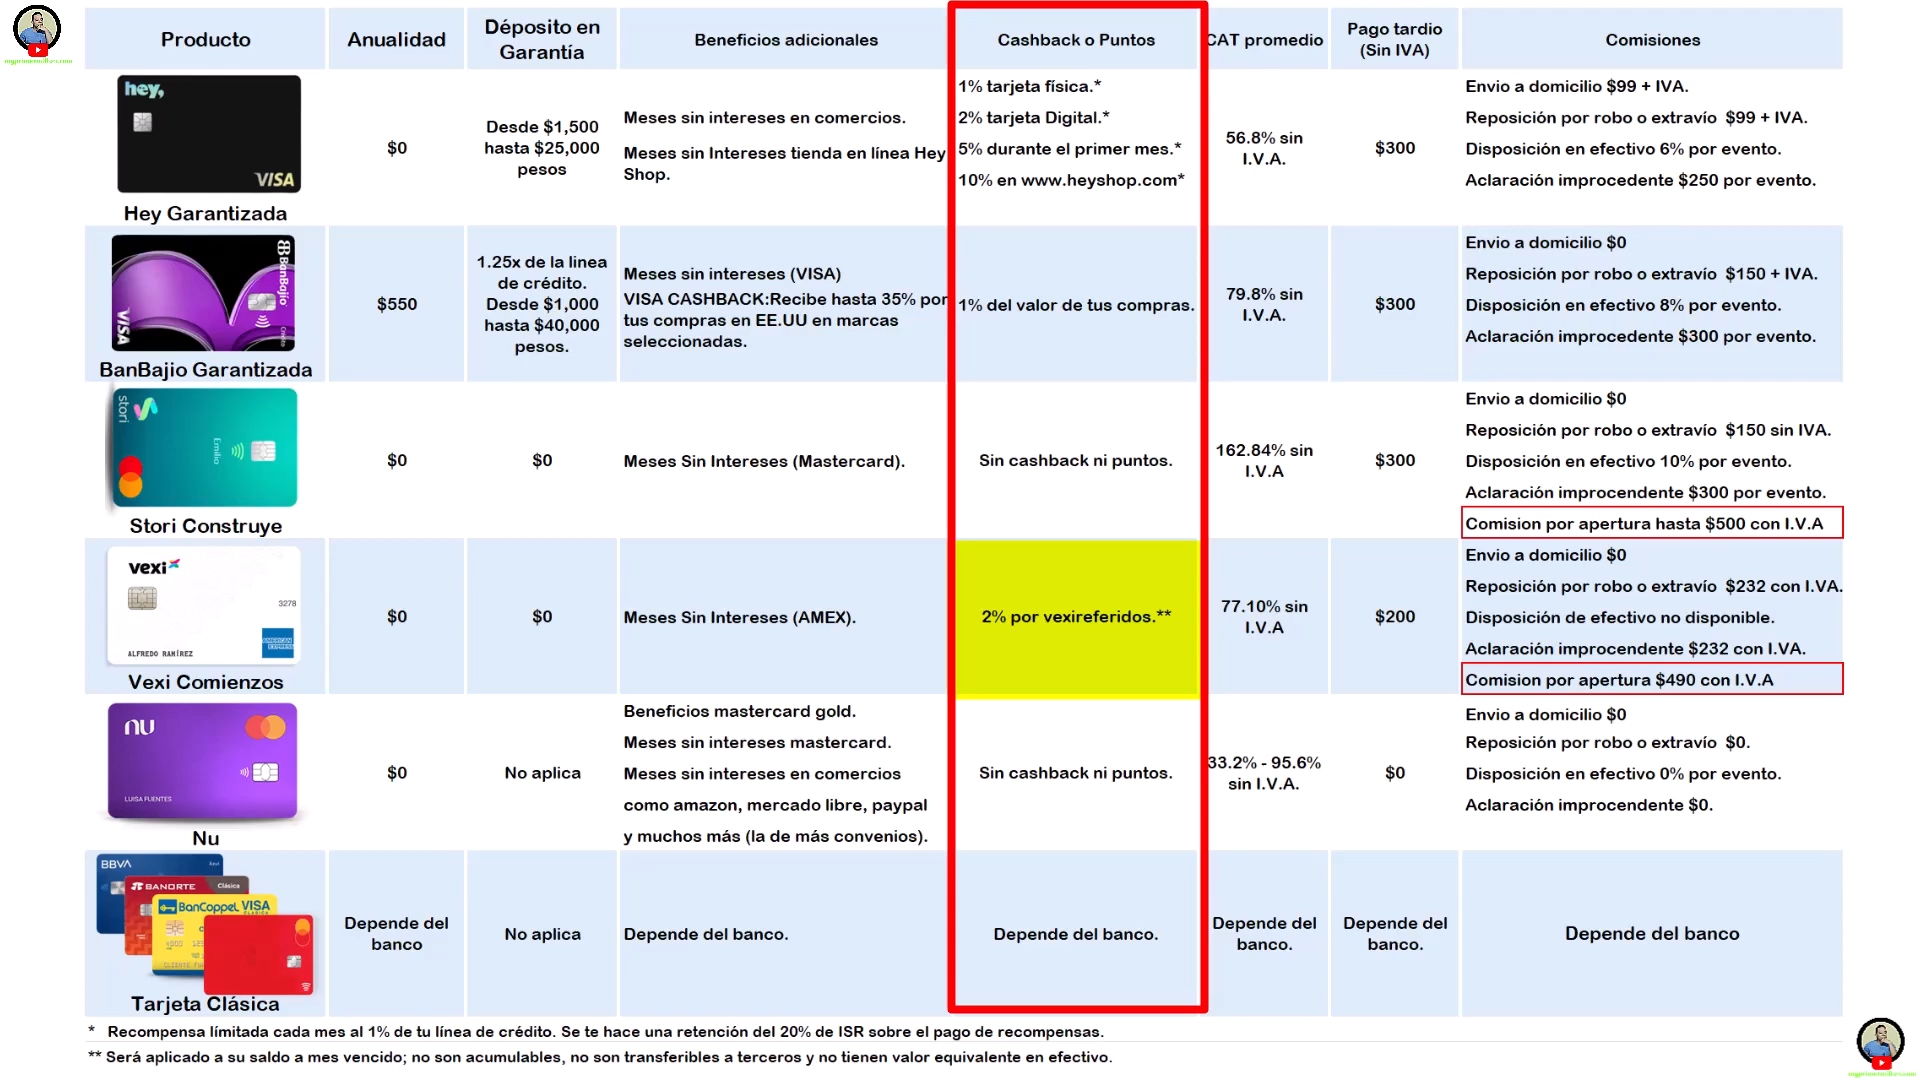 myprimermillon.com
Producto
Anualidad
Déposito en
Garantía
Beneficios adicionales
Cashback o Puntos
CAT promedio
Pago tardio
(Sin IVA)
Comisiones
hey,
VISA
Hey Garantizada
$0
Desde $1,500
hasta $25,000
pesos
Meses sin intereses en comercios.
Meses sin Intereses tienda en línea Hey
Shop.
1% tarjeta física.*
2% tarjeta Digital.*
5% durante el primer mes.*
10% en www.heyshop.com*
56.8% sin
I.V.A.
$300
Envio a domicilio $99 + IVA.
Reposición por robo o extravío $99 + IVA.
Disposición en efectivo 6% por evento.
Aclaración improcedente $250 por evento.
BanBajío
VISA
Crédito
BanBajio Garantizada
$550
1.25x de la linea
de crédito.
Desde $1,000
hasta $40,000
pesos.
Meses sin intereses (VISA)
VISA CASHBACK:Recibe hasta 35% por
tus compras en EE.UU en marcas
seleccionadas.
1% del valor de tus compras.
79.8% sin
I.V.A.
$300
Envio a domicilio $0
Reposición por robo o extravío $150 + IVA.
Disposición en efectivo 8% por evento.
Aclaración improcedente $300 por evento.
stori
Emilio
Stori Construye
$0
$0
Meses Sin Intereses (Mastercard).
Sin cashback ni puntos.
162.84% sin
I.V.A
$300
Envio a domicilio $0
Reposición por robo o extravío $150 sin IVA.
Disposición en efectivo 10% por evento.
Aclaración improcendente $300 por evento.
Comision por apertura hasta $500 con I.V.A
vexi
3278
AMERICAN
EXPRESS
ALFREDO RAMÍREZ
Vexi Comienzos
$0
$0
Meses Sin Intereses (AMEX).
2% por vexireferidos.**
77.10% sin
I.V.A
$200
Envio a domicilio $0
Reposición por robo o extravío $232 con I.VA.
Disposición de efectivo no disponible.
Aclaración improcendente $232 con I.VA.
Comision por apertura $490 con I.V.A
nu
LUISA FUENTES
Nu
$0
No aplica
Beneficios mastercard gold.
Meses sin intereses mastercard.
Meses sin intereses en comercios
como amazon, mercado libre, paypal
y muchos más (la de más convenios).
Sin cashback ni puntos.
33.2% - 95.6%
sin I.V.A.
$0
Envio a domicilio $0
Reposición por robo o extravío $0.
Disposición en efectivo 0% por evento.
Aclaración improcendente $0.
BBVA
BANORTE
Clásica
BanCoppel VISA
Tarjeta Clásica
Depende del
banco
No aplica
Depende del banco.
Depende del banco.
Depende del
banco.
Depende del
banco.
Depende del banco
* Recompensa límitada cada mes al 1% de tu línea de crédito. Se te hace una retención del 20% de ISR sobre el pago de recompensas.
** Será aplicado a su saldo a mes vencido; no son acumulables, no son transferibles a terceros y no tienen valor equivalente en efectivo.
myprimermillon.com